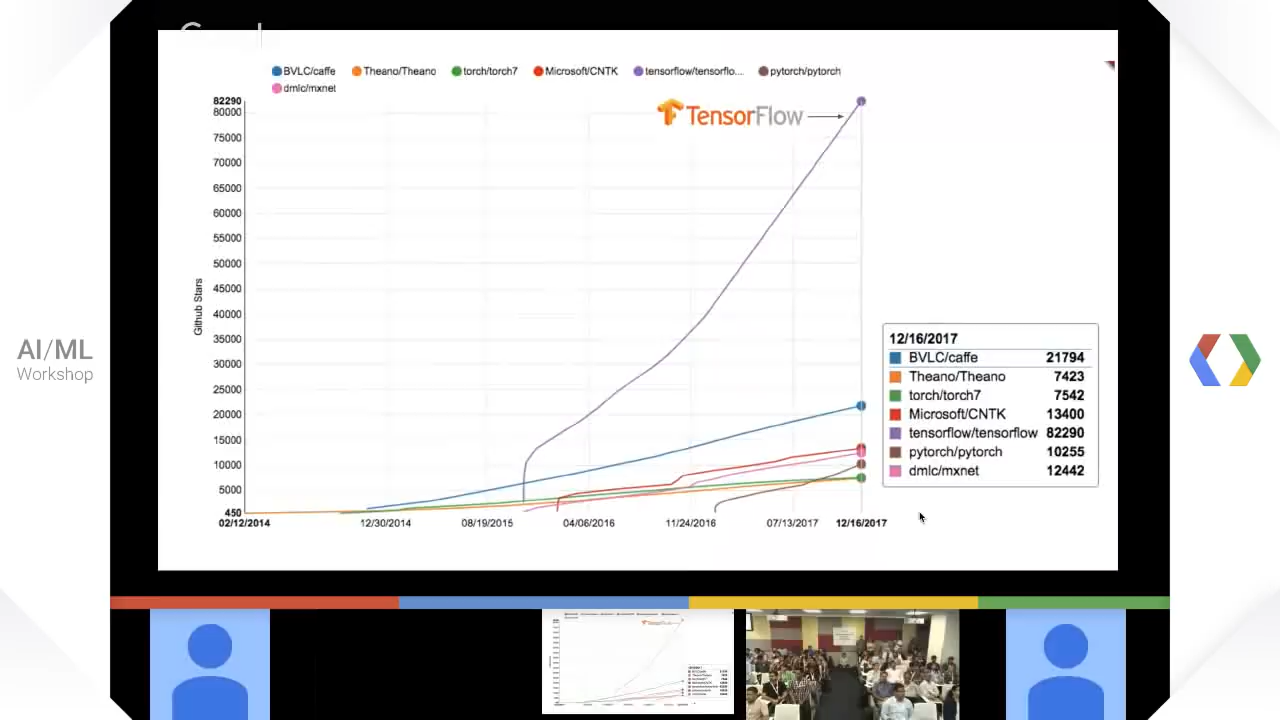 BVLC/caffe Theano/Theano torch/torch7 Microsoft/CNTK tensorflow/tensorflo... pytorch/pytorch
dmlc/mxnet
82290
80000
75000
70000
65000
60000
55000
50000
45000
40000
35000
30000
25000
20000
15000
10000
5000
450
Github Stars
TensorFlow
02/12/2014 12/30/2014 08/19/2015 04/06/2016 11/24/2016 07/13/2017 12/16/2017
12/16/2017
BVLC/caffe 21794
Theano/Theano 7423
torch/torch7 7542
Microsoft/CNTK 13400
tensorflow/tensorflow 82290
pytorch/pytorch 10255
dmlc/mxnet 12442
AI/ML
Workshop
TensorFlow